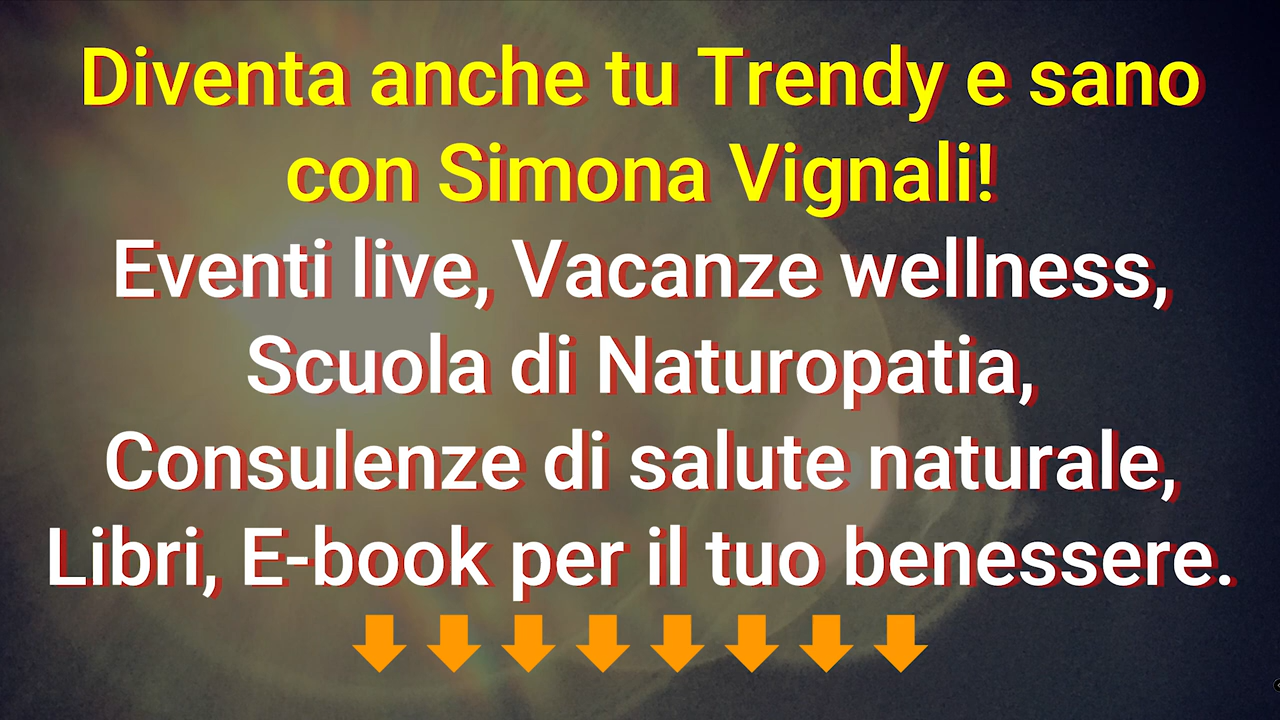 Diventa anche tu Trendy e sano
con Simona Vignali!
Eventi live, Vacanze wellness,
Scuola di Naturopatia,
Consulenze di salute naturale,
Libri, E-book per il tuo benessere.